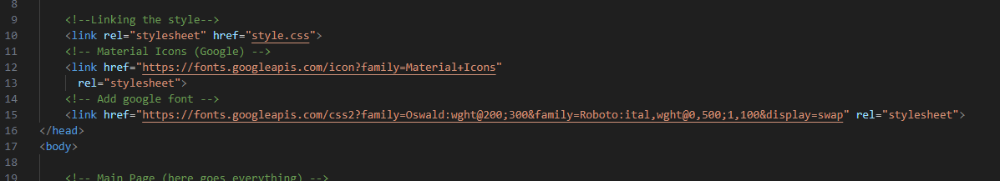 8
9 <!--Linking the style-->
10 <link rel="stylesheet" href="style.css">
11 <!-- Material Icons (Google) -->
12 <link href="https://fonts.googleapis.com/icon?family=Material+Icons"
13 rel="stylesheet">
14 <!-- Add google font -->
15 <link href="https://fonts.googleapis.com/css2?family=Oswald:wght@200;300&family=Roboto:ital,wght@0,500;1,100&display=swap" rel="stylesheet">
16 </head>
17 <body>
18
19 <!-- Main Page (here goes everything) -->